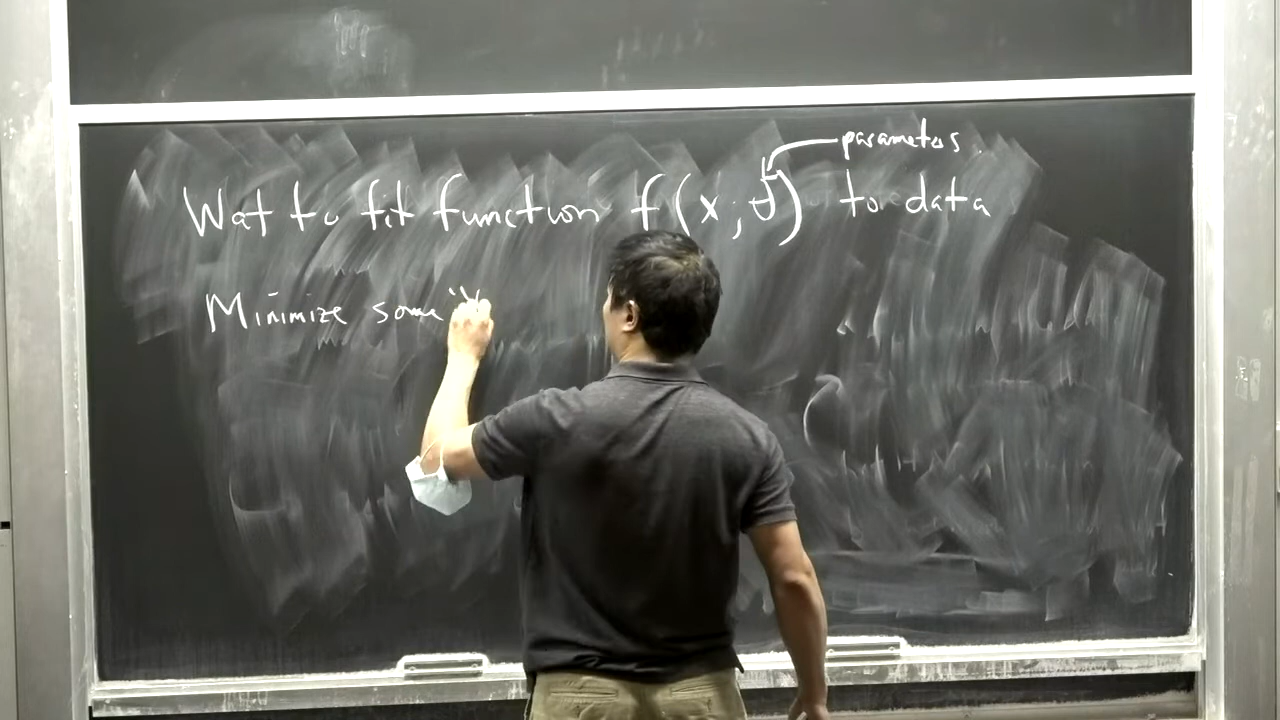 parameters
Wat to fit function f(x; θ) to data
Minimize some "